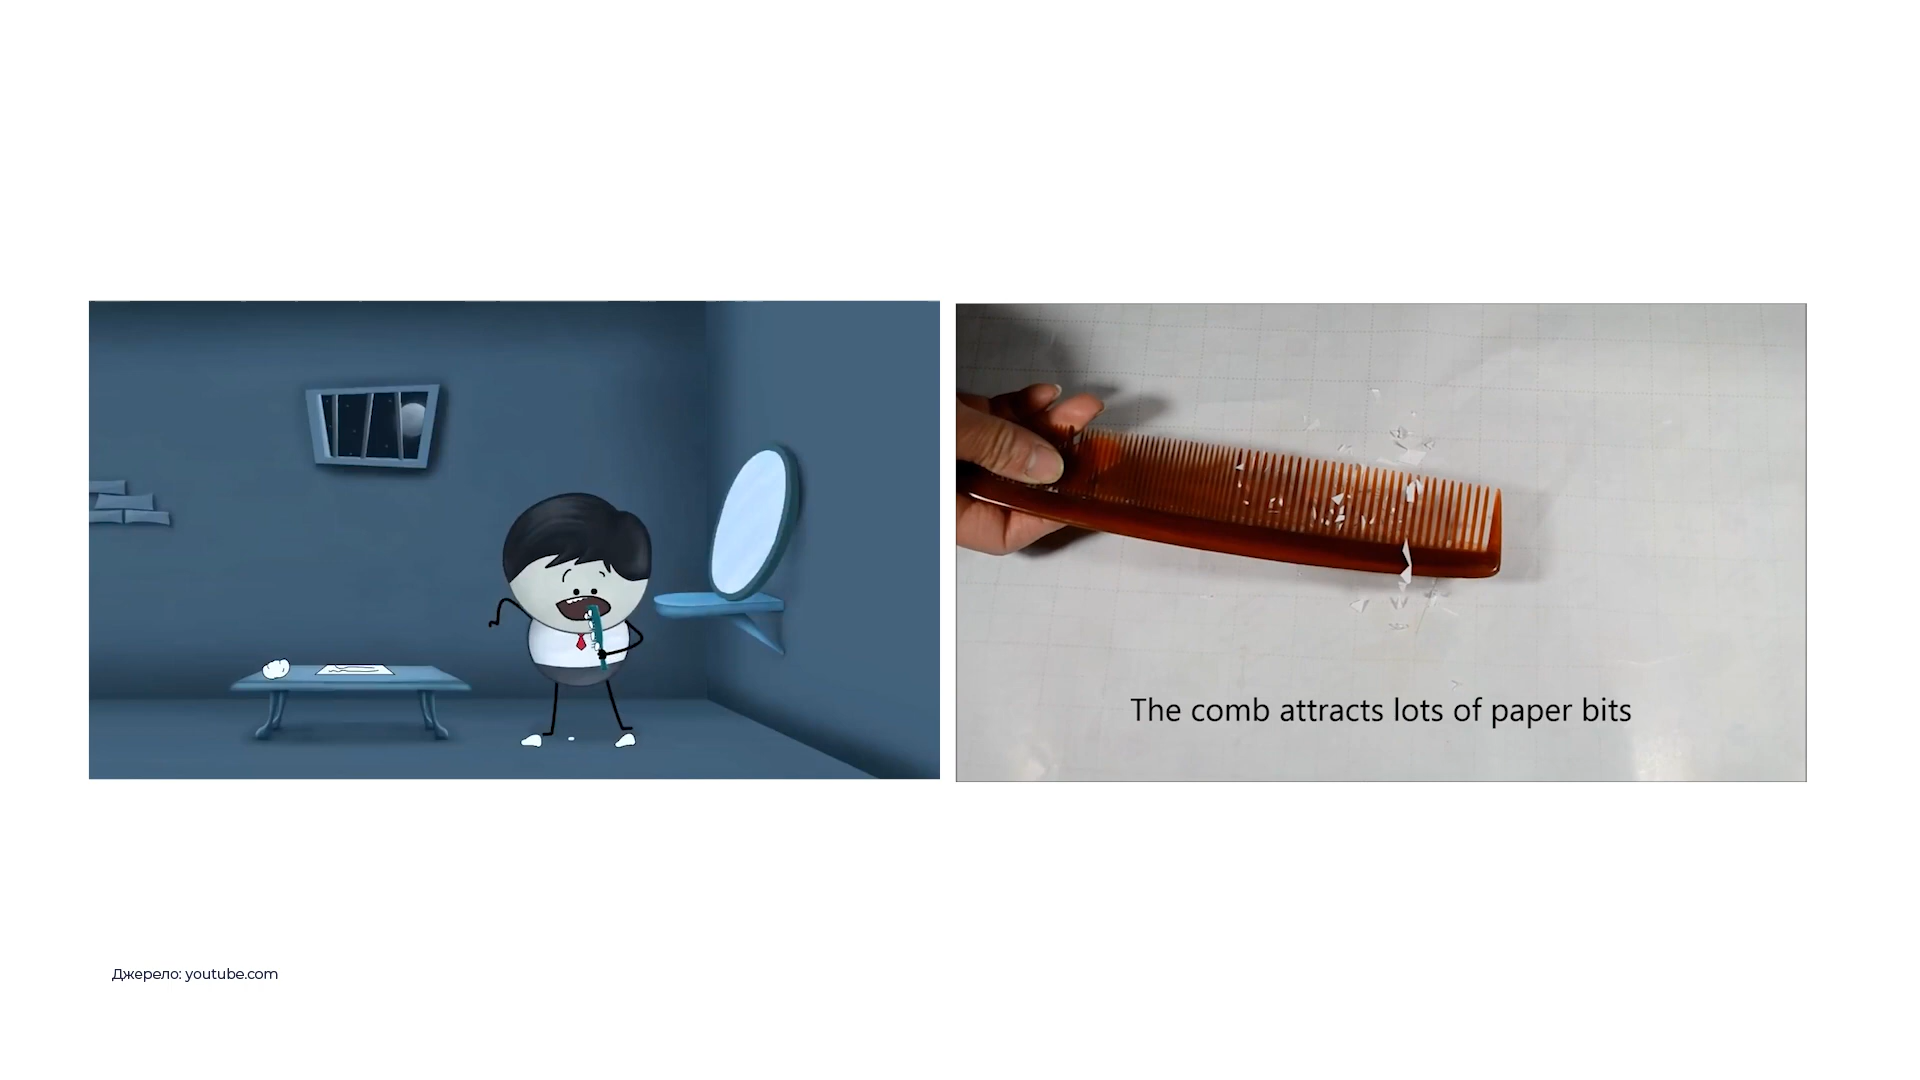 The comb attracts lots of paper bits
Джерело: youtube.com